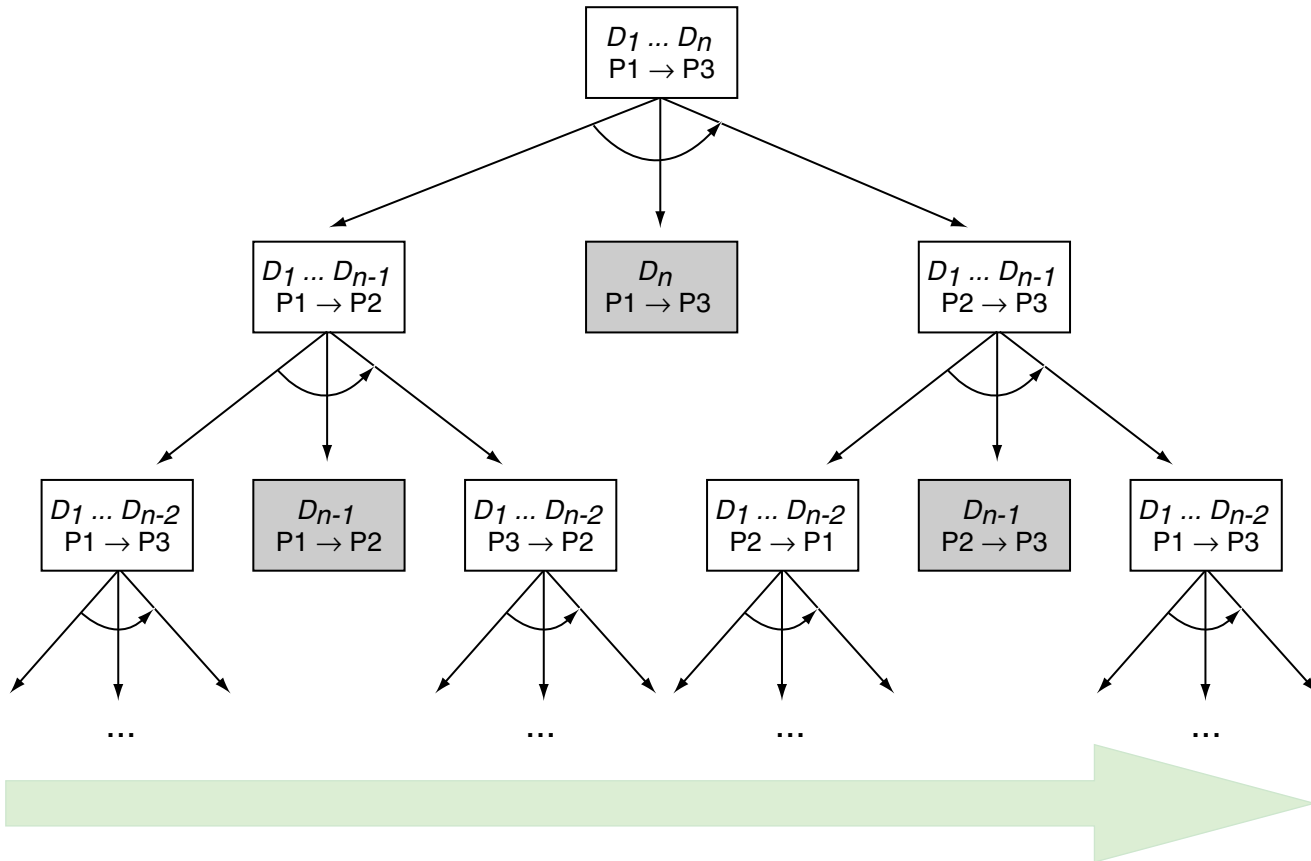 D1 ... Dn
P1 → P3
D1 ... Dn-1
P1 → P2
Dn
P1 → P3
D1 ... Dn-1
P2 → P3
D1 ... Dn-2
P1 → P3
Dn-1
P1 → P2
D1 ... Dn-2
P3 → P2
D1 ... Dn-2
P2 → P1
Dn-1
P2 → P3
D1 ... Dn-2
P1 → P3
...
...
...
...